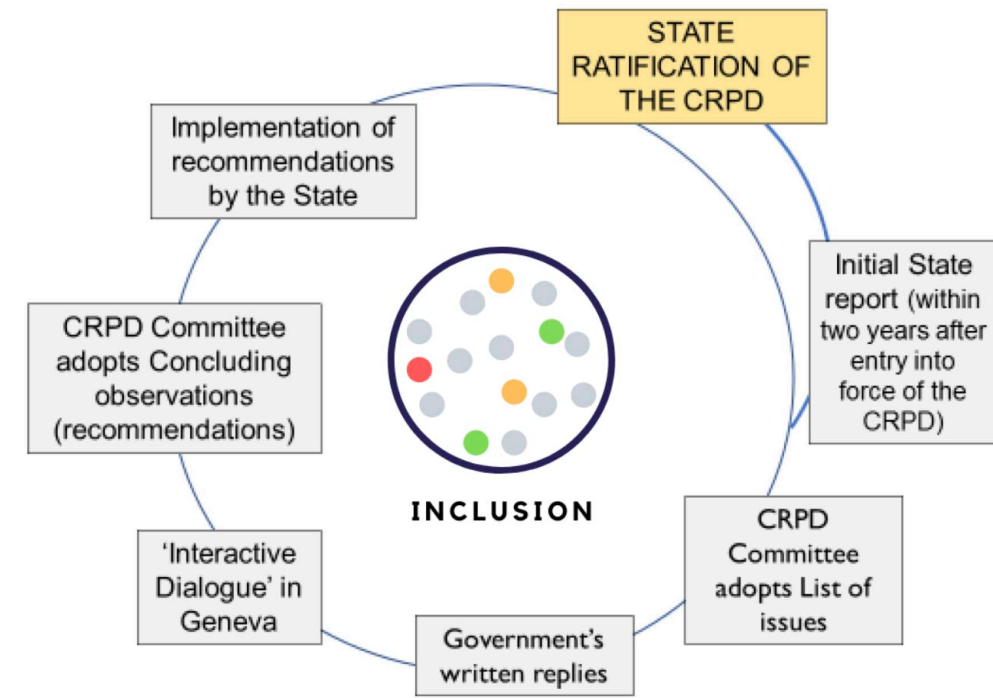 STATE
RATIFICATION OF
THE CRPD
Initial State
report (within
two years after
entry into
force of the
CRPD)
CRPD
Committee
adopts List of
issues
Government’s
written replies
‘Interactive
Dialogue’ in
Geneva
CRPD Committee
adopts Concluding
observations
(recommendations)
Implementation of
recommendations
by the State
INCLUSION